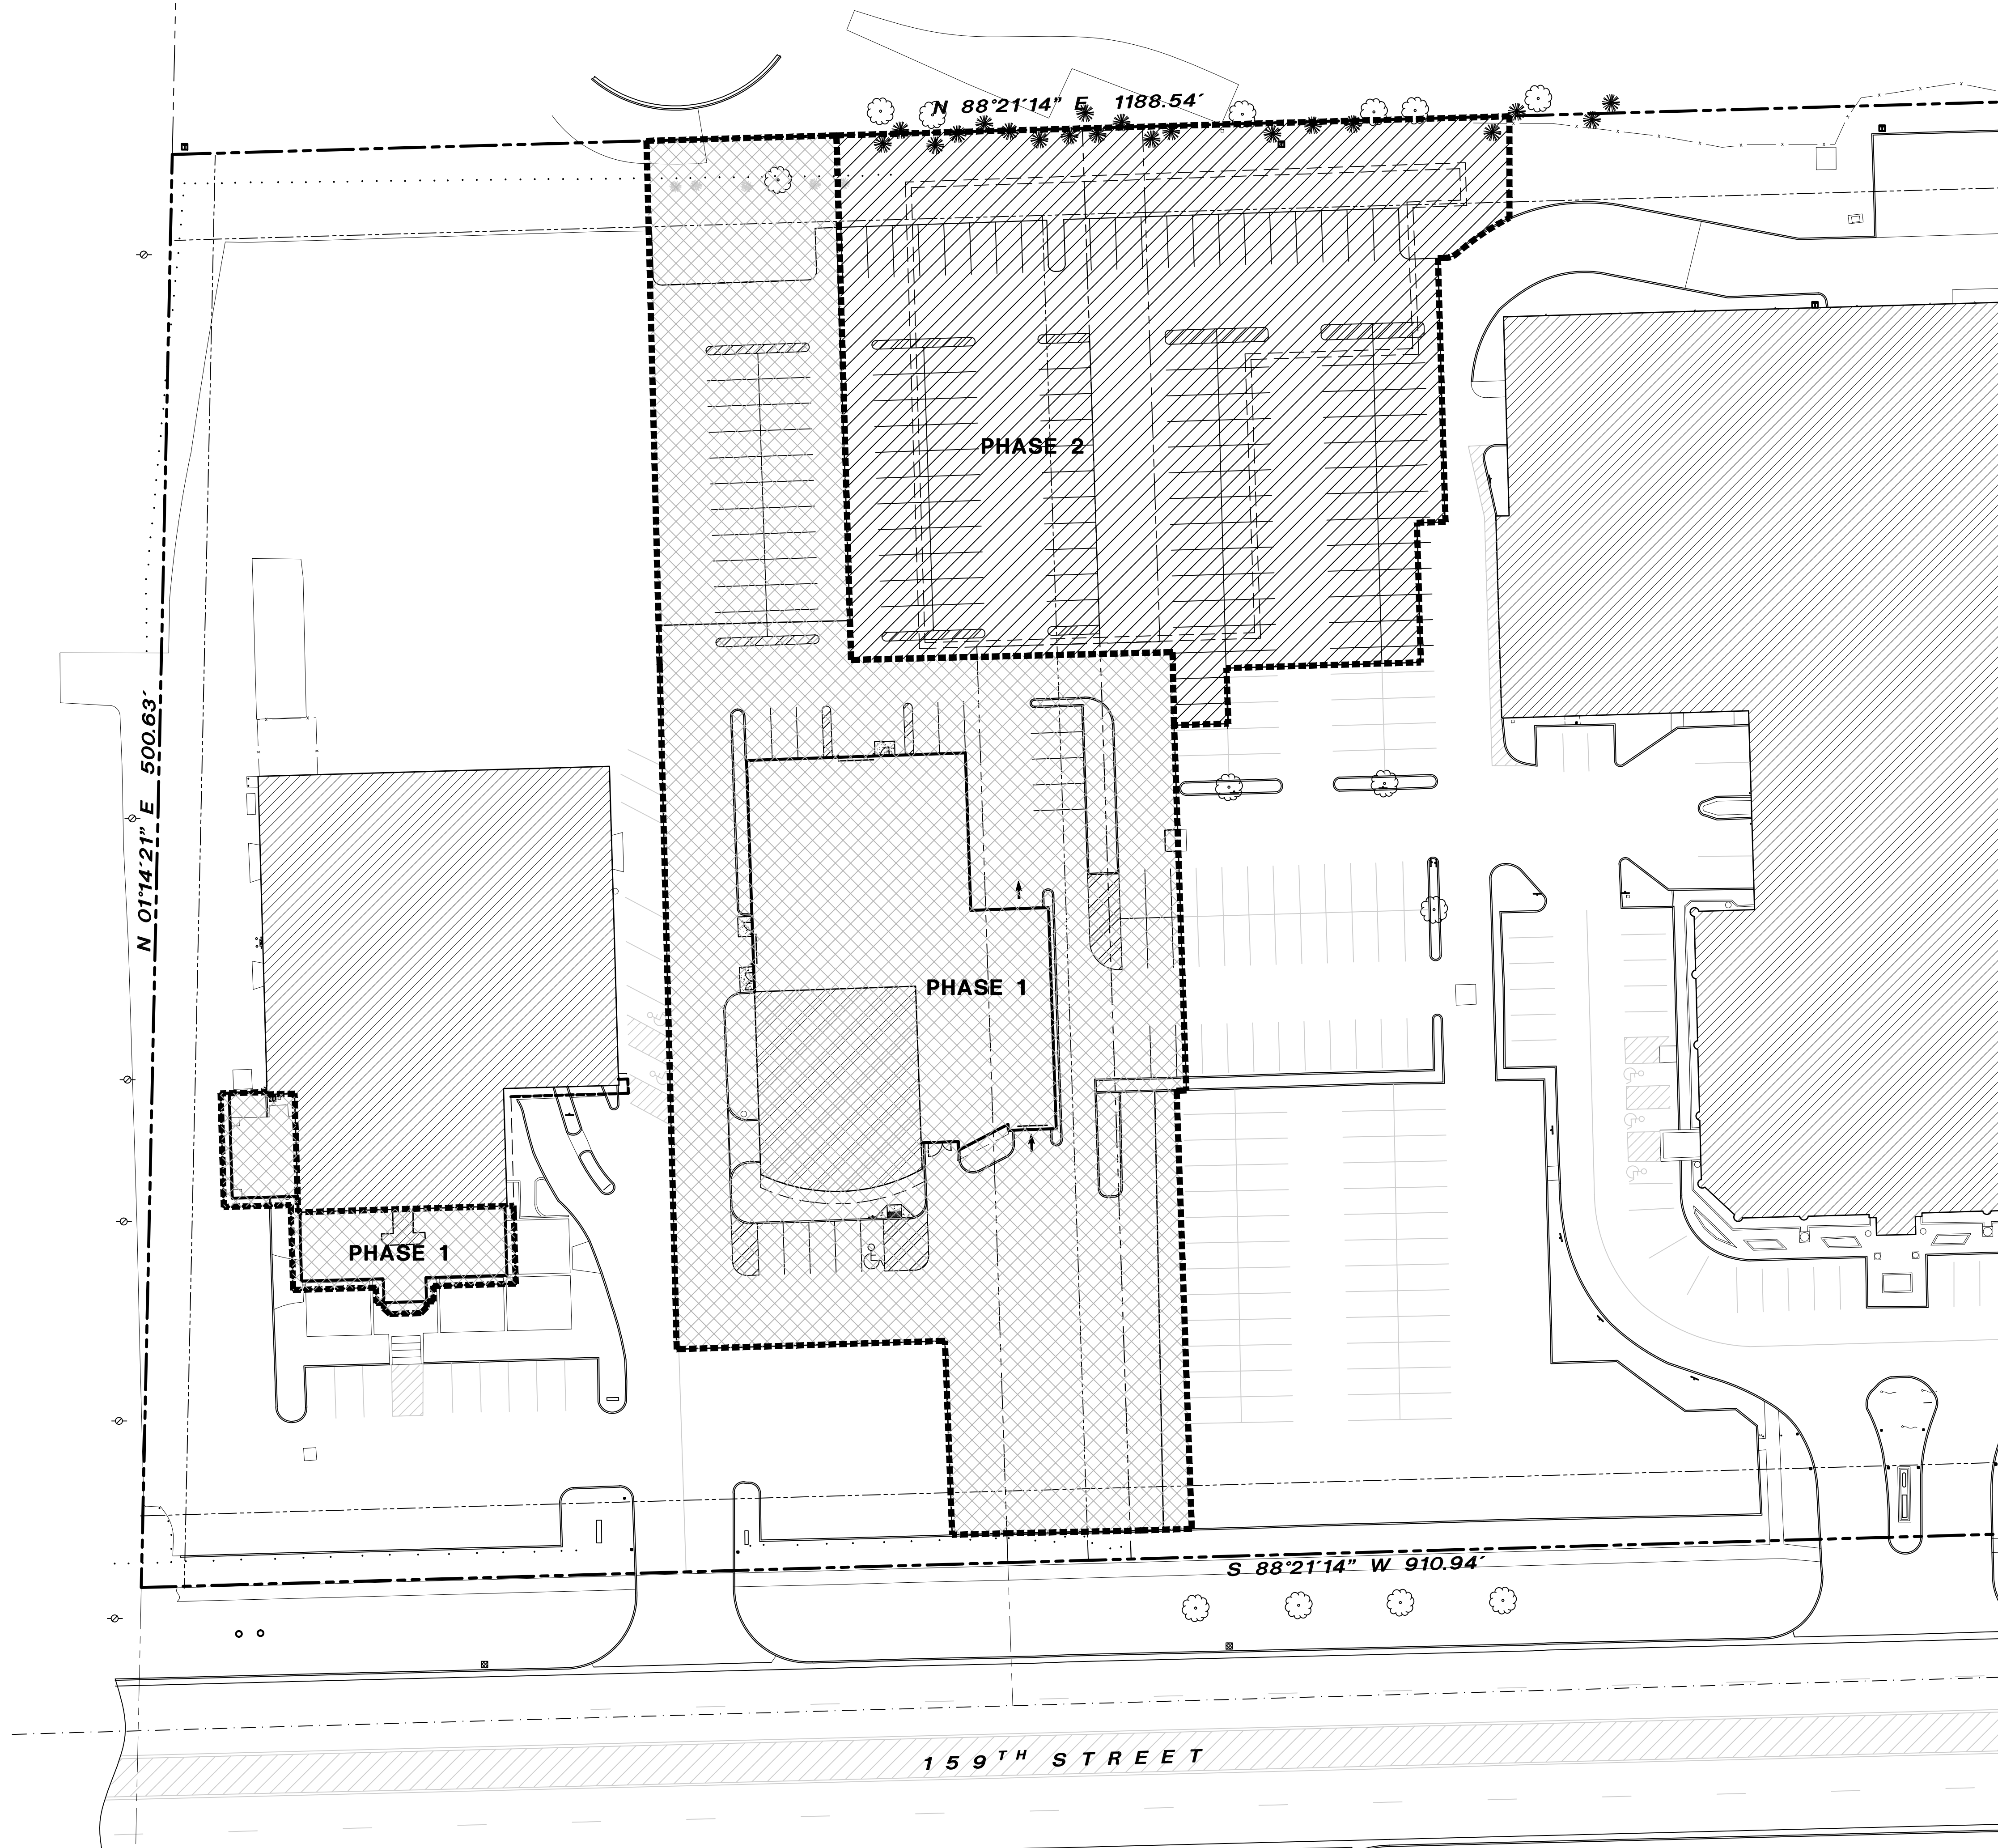 N 88°21′14” E 1188.54′
PHASE 2
N 01°14′21” E 500.63′
PHASE 1
PHASE 1
S 88°21′14” W 910.94′
159TH STREET